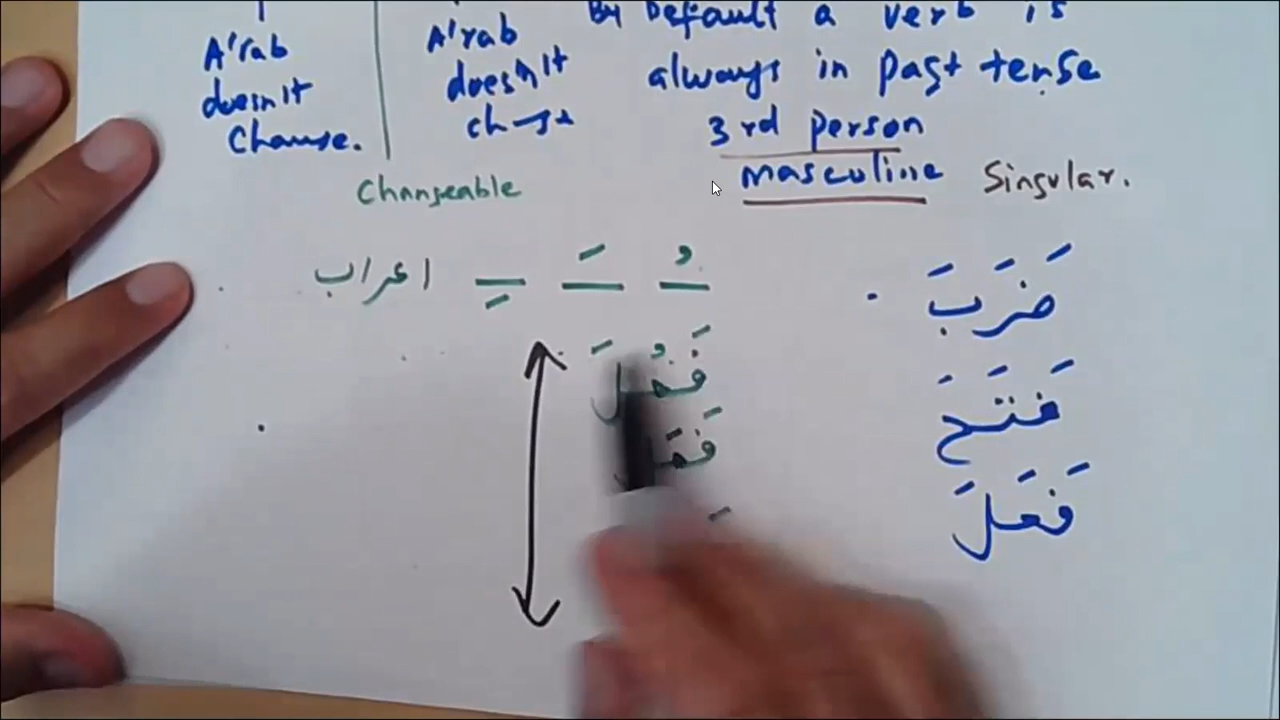 By Default a verb is
A'rab
doesn't
Change.
A'rab
doesn't
always in past tense
3rd person
masculine Singular.
Changeable
اعراب
ضَرَبَ
فَعُلَ
فَتَحَ
فَعَلَ